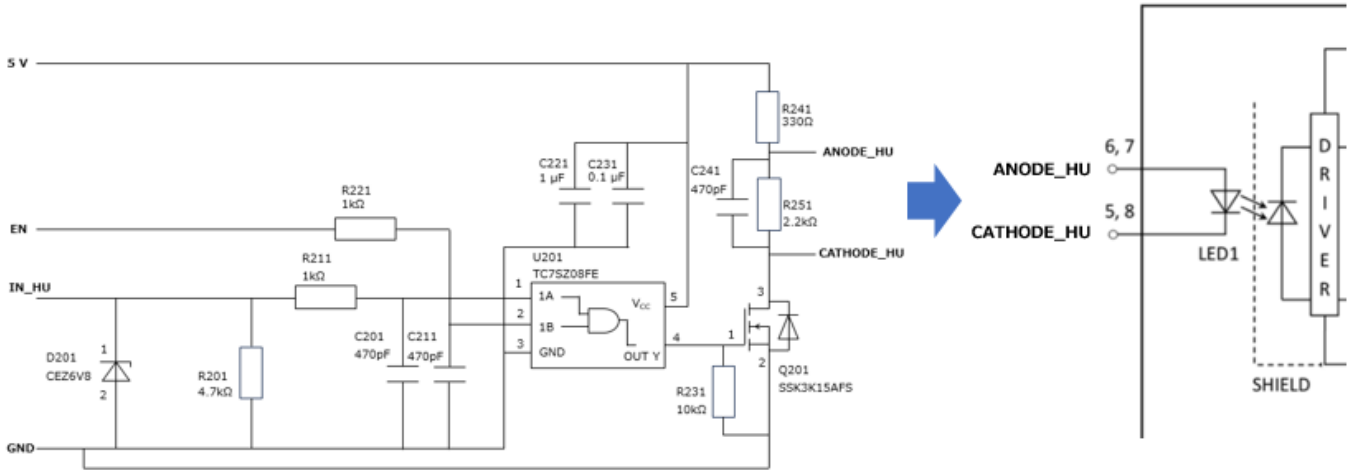 5 V
R241
330Ω
ANODE_HU
C221
1 µF
C231
0.1 µF
C241
470pF
R251
2.2kΩ
R221
1kΩ
EN
CATHODE_HU
R211
1kΩ
U201
TC7SZ08FE
IN_HU
1
1A
VCC
5
3
2
1B
4
1
C201
470pF
C211
470pF
3
GND
OUT Y
2
D201
CEZ6V8
1
2
R201
4.7kΩ
R231
10kΩ
Q201
SSK3K15AFS
GND
6, 7
ANODE_HU
5, 8
CATHODE_HU
LED1
DRIVER
SHIELD